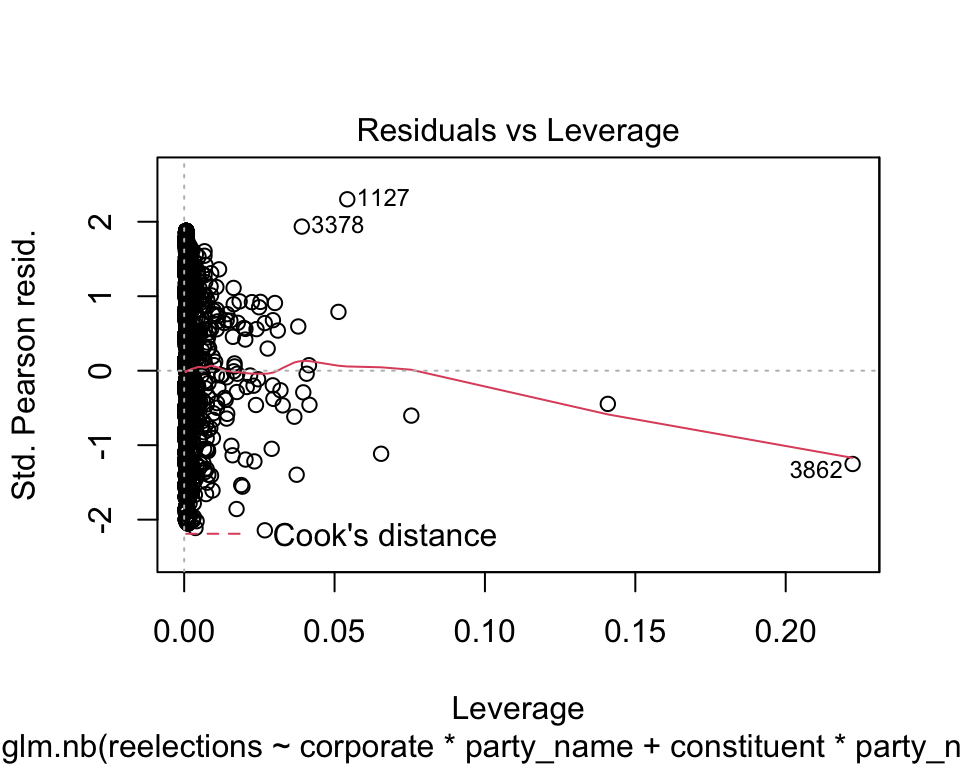 Residuals vs Leverage
Std. Pearson resid.
2
1
0
-1
-2
1127
3378
3862
Cook's distance
0.00 0.05 0.10 0.15 0.20
Leverage
glm.nb(reelections ~ corporate * party_name + constituent * party_n